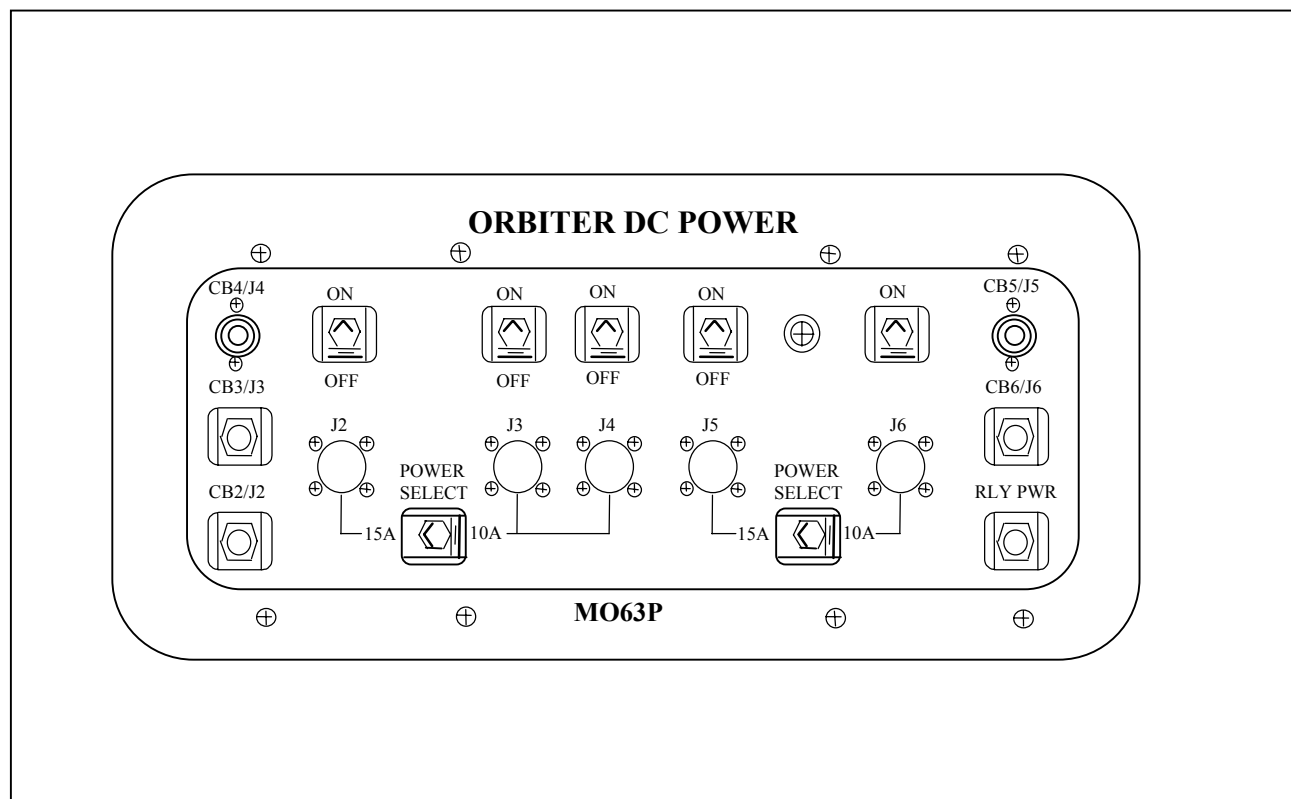 ORBITER DC POWER
CB4/J4
ON
ON
ON
ON
ON
CB5/J5
OFF
OFF
OFF
OFF
CB3/J3
CB6/J6
J2
J3
J4
J5
J6
POWER
SELECT
POWER
SELECT
CB2/J2
RLY PWR
15A
10A
15A
10A
MO63P